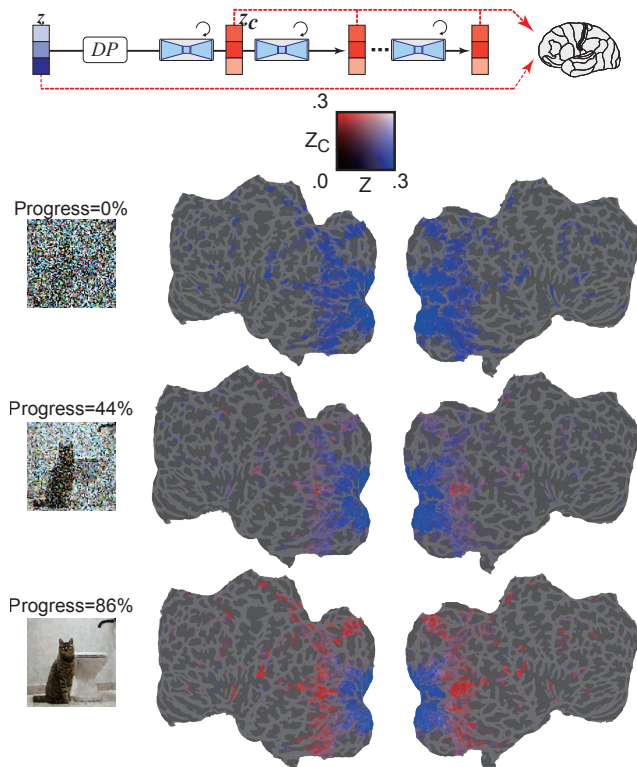 z
DP
zc
.3
Zc
.0
Z
.3
Progress=0%
Progress=44%
Progress=86%